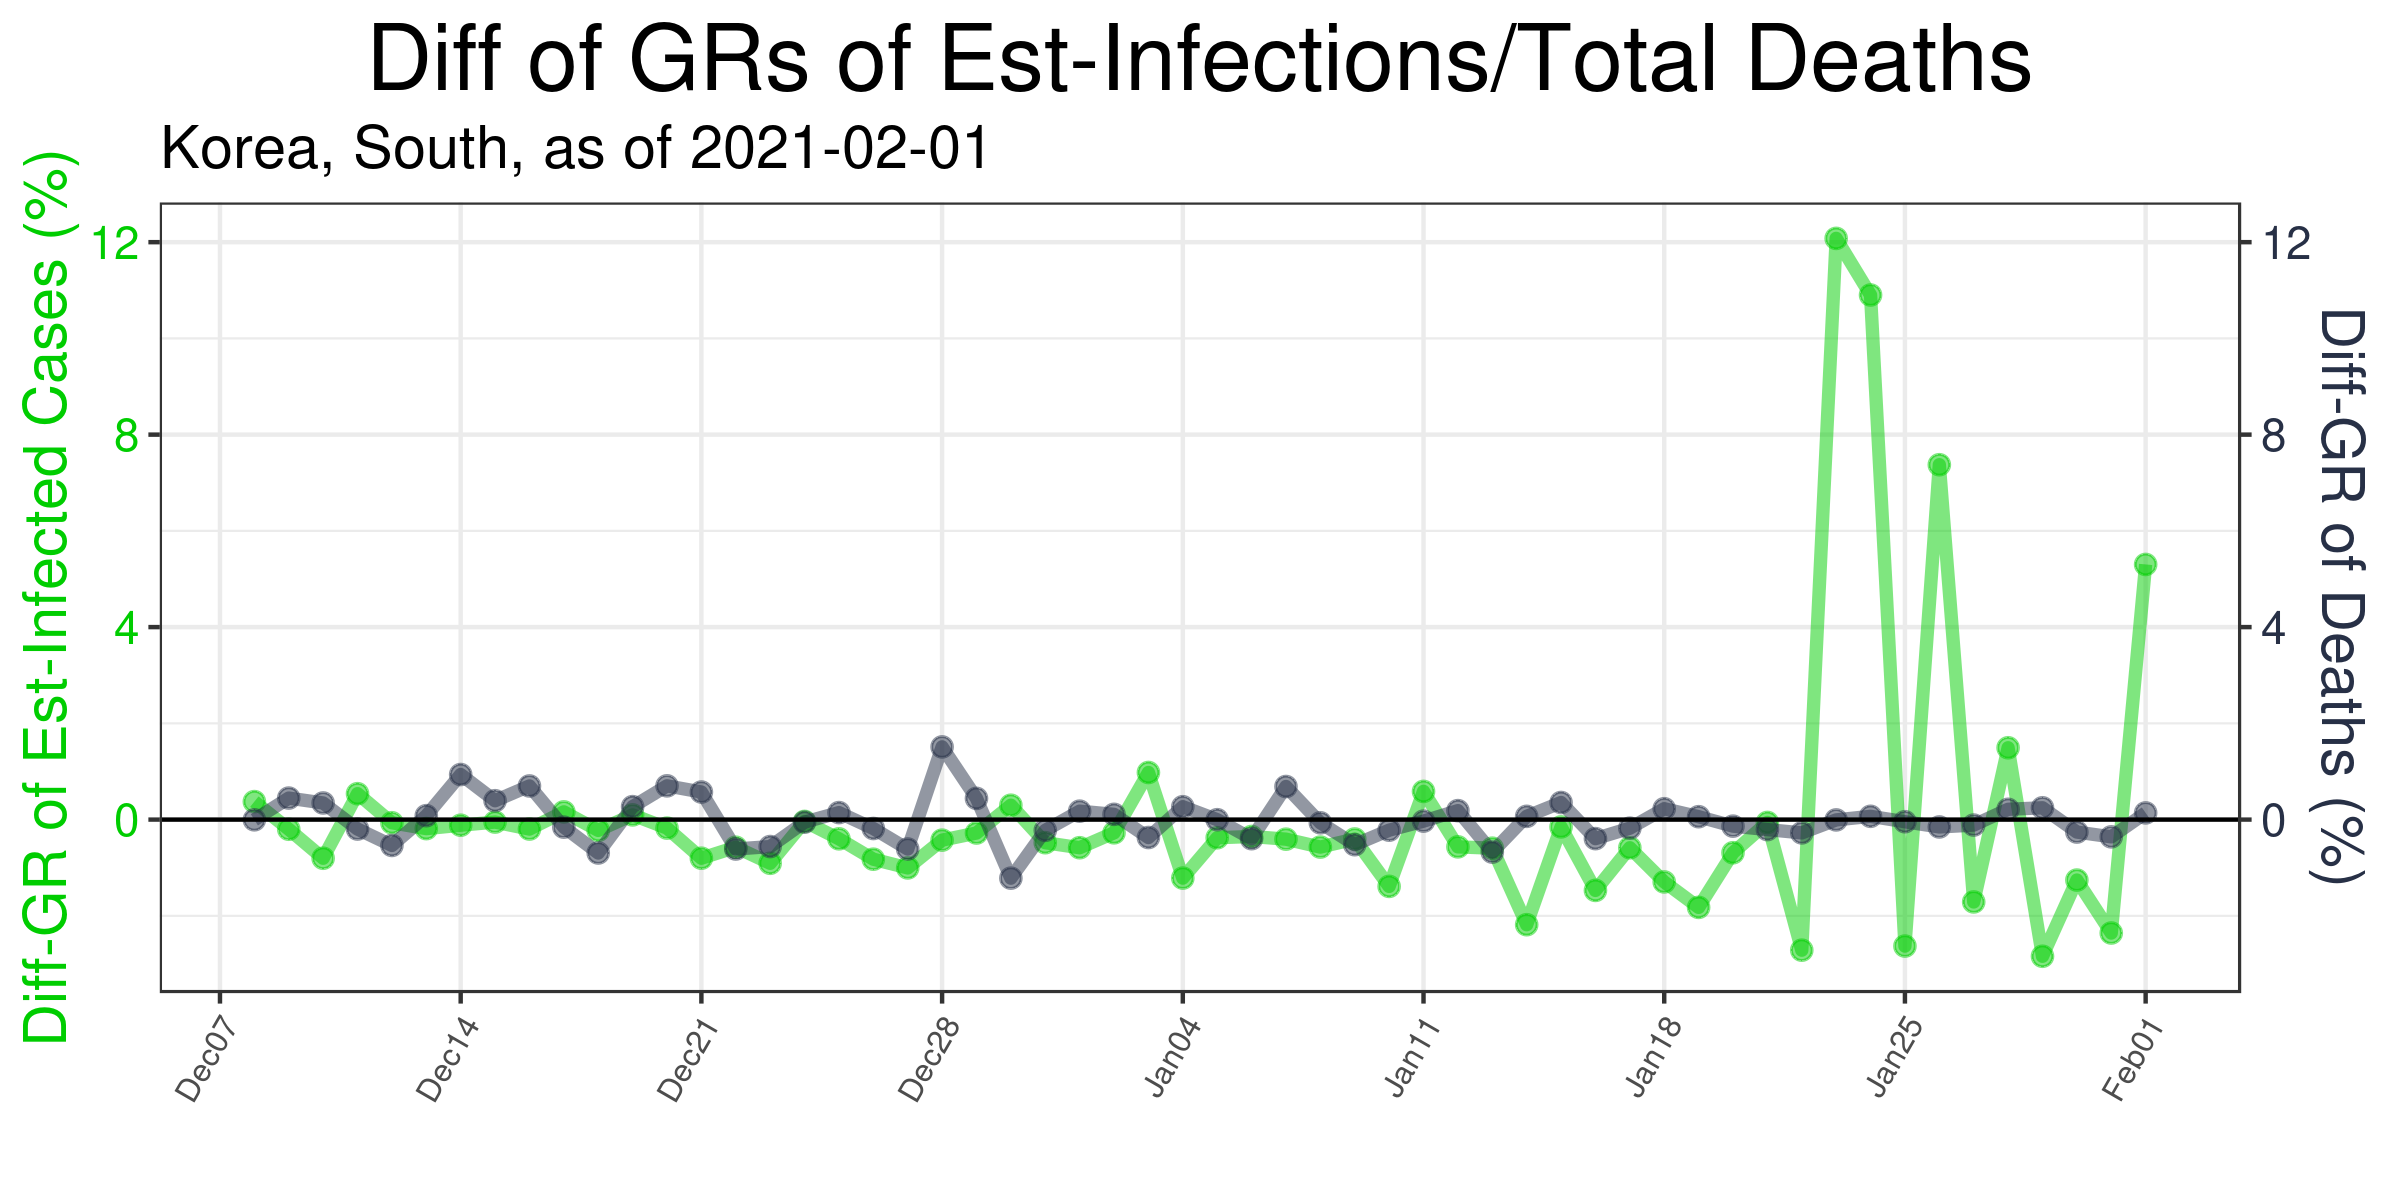 Diff of GRs of Est-Infections/Total Deaths
Korea, South, as of 2021-02-01
Diff-GR of Est-Infected Cases (%)
12
8
4
0
12
8
4
0
Diff-GR of Deaths (%)
Dec07
Dec14
Dec21
Dec28
Jan04
Jan11
Jan18
Jan25
Feb01